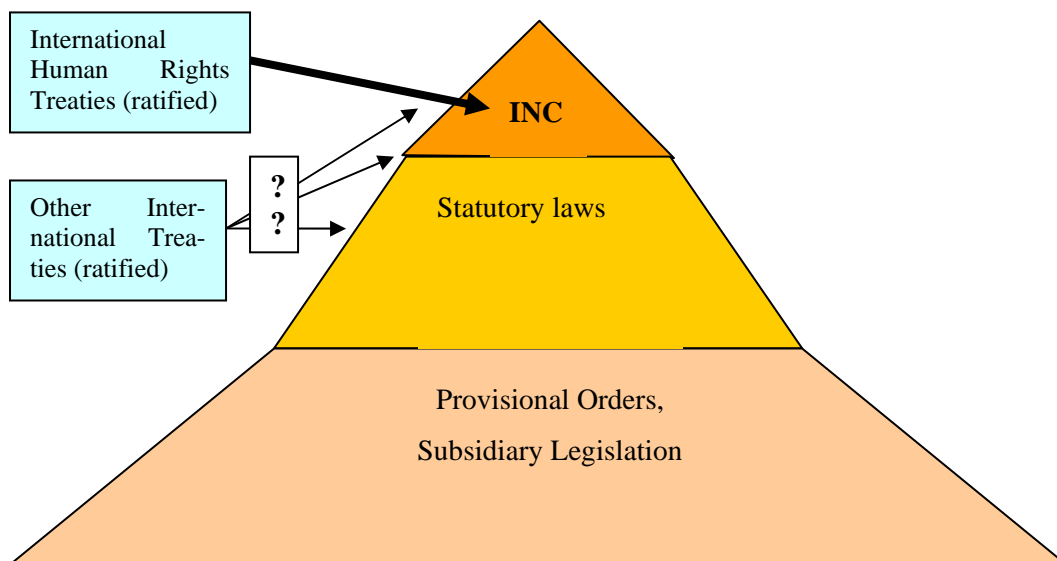 International
Human Rights
Treaties (ratified)
INC
?
?
Other Inter-
national Trea-
ties (ratified)
Statutory laws
Provisional Orders,
Subsidiary Legislation